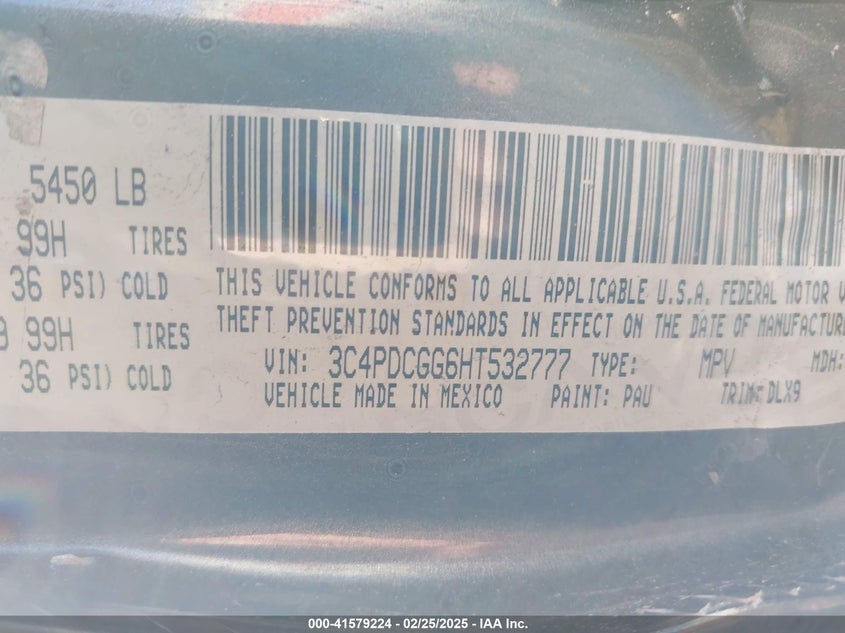 5450 LB
99H TIRES
36 PSI) COLD
99H TIRES
36 PSI) COLD
THIS VEHICLE CONFORMS TO ALL APPLICABLE U.S.A. FEDERAL MOTOR V
THEFT PREVENTION STANDARDS IN EFFECT ON THE DATE OF MANUFACTURE
VIN: 3C4PDCGG6HT532777 TYPE: MPV MDH:
VEHICLE MADE IN MEXICO PAINT: PAU TRIM: DLX9
000-41579224 - 02/25/2025 - IAA Inc.